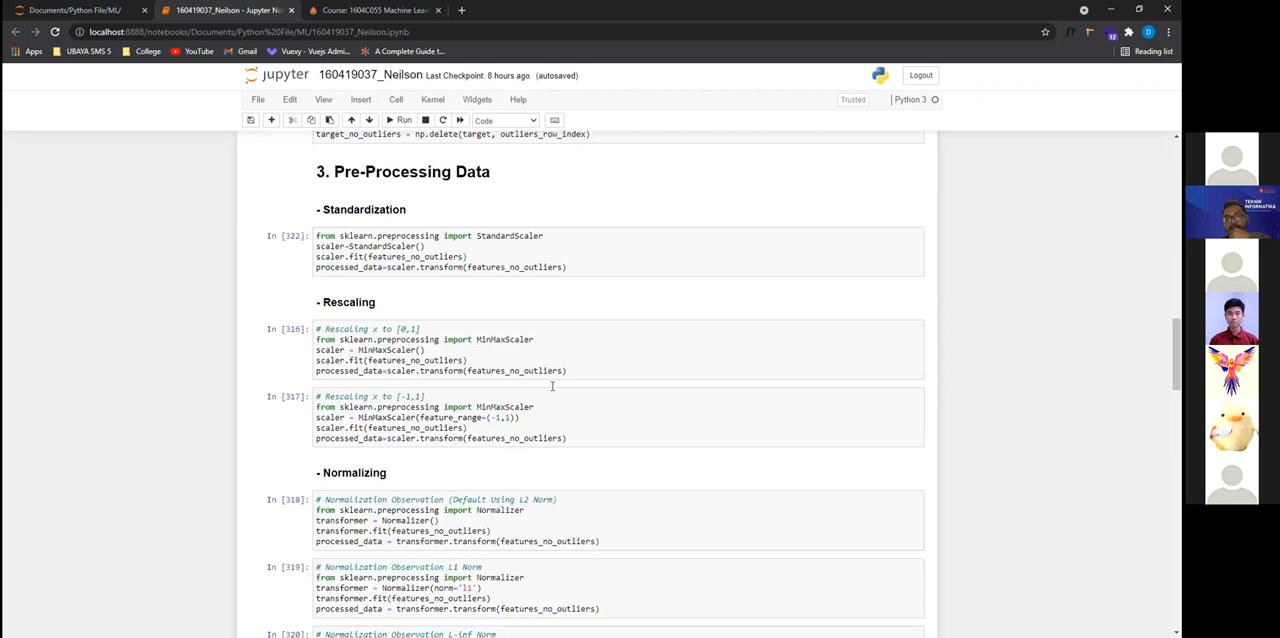 Documents/Python File/ML/
160419037_Neilson - Jupyter Not
Course: 1604C055 Machine Lear
localhost:8888/notebooks/Documents/Python%20File/ML/160419037_Neilson.ipynb
D
Apps
UBAYA SMS 5
College
YouTube
Gmail
Vuexy - Vuejs Admi...
A Complete Guide t...
12
Reading list
jupyter
160419037_Neilson Last Checkpoint: 8 hours ago (autosaved)
Logout
File
Edit
View
Insert
Cell
Kernel
Widgets
Help
Trusted
Python 3
Run
Code
target_no_outliers = np.delete(target, outliers_row_index)
3. Pre-Processing Data
- Standardization
In [322]:
from sklearn.preprocessing import StandardScaler
scaler=StandardScaler()
scaler.fit(features_no_outliers)
processed_data=scaler.transform(features_no_outliers)
- Rescaling
In [316]:
# Rescaling x to [0,1]
from sklearn.preprocessing import MinMaxScaler
scaler = MinMaxScaler()
scaler.fit(features_no_outliers)
processed_data=scaler.transform(features_no_outliers)
In [317]:
# Rescaling x to [-1,1]
from sklearn.preprocessing import MinMaxScaler
scaler = MinMaxScaler(feature_range=(-1,1))
scaler.fit(features_no_outliers)
processed_data=scaler.transform(features_no_outliers)
- Normalizing
In [318]:
# Normalization Observation (Default Using L2 Norm)
from sklearn.preprocessing import Normalizer
transformer = Normalizer()
transformer.fit(features_no_outliers)
processed_data = transformer.transform(features_no_outliers)
In [319]:
# Normalization Observation L1 Norm
from sklearn.preprocessing import Normalizer
transformer = Normalizer(norm='l1')
transformer.fit(features_no_outliers)
processed_data = transformer.transform(features_no_outliers)
In [320]:
# Normalization Observation L-inf Norm
TEKNIK
INFORMATIKA